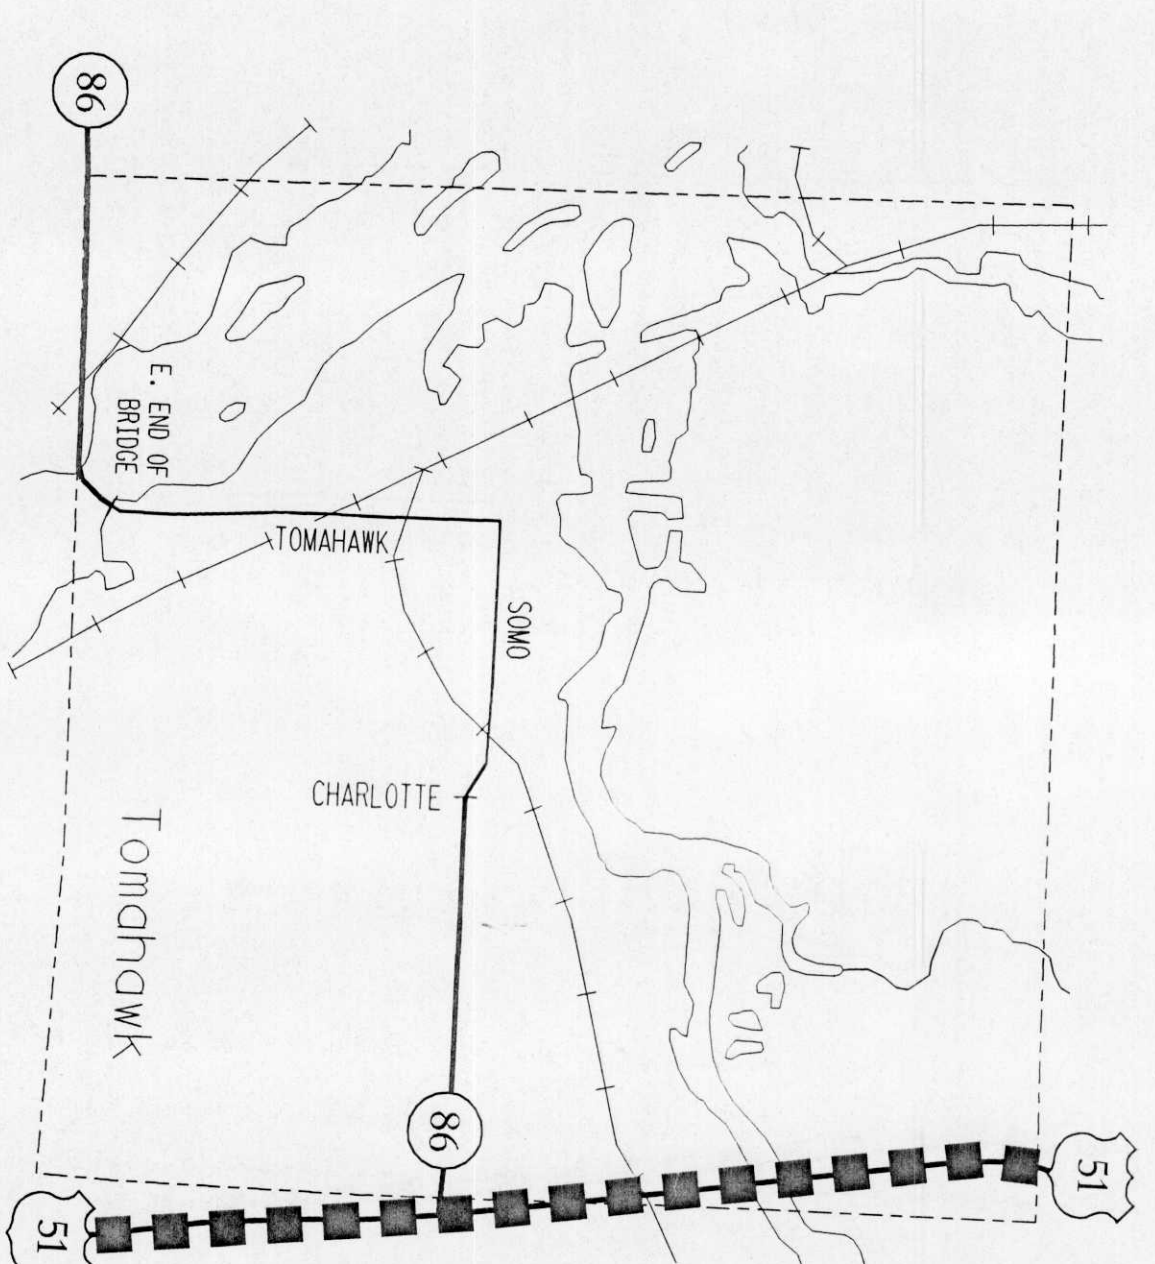 86
E. END OF
BRIDGE
TOMAHAWK
SOMO
CHARLOTTE
Tomahawk
86
51
51